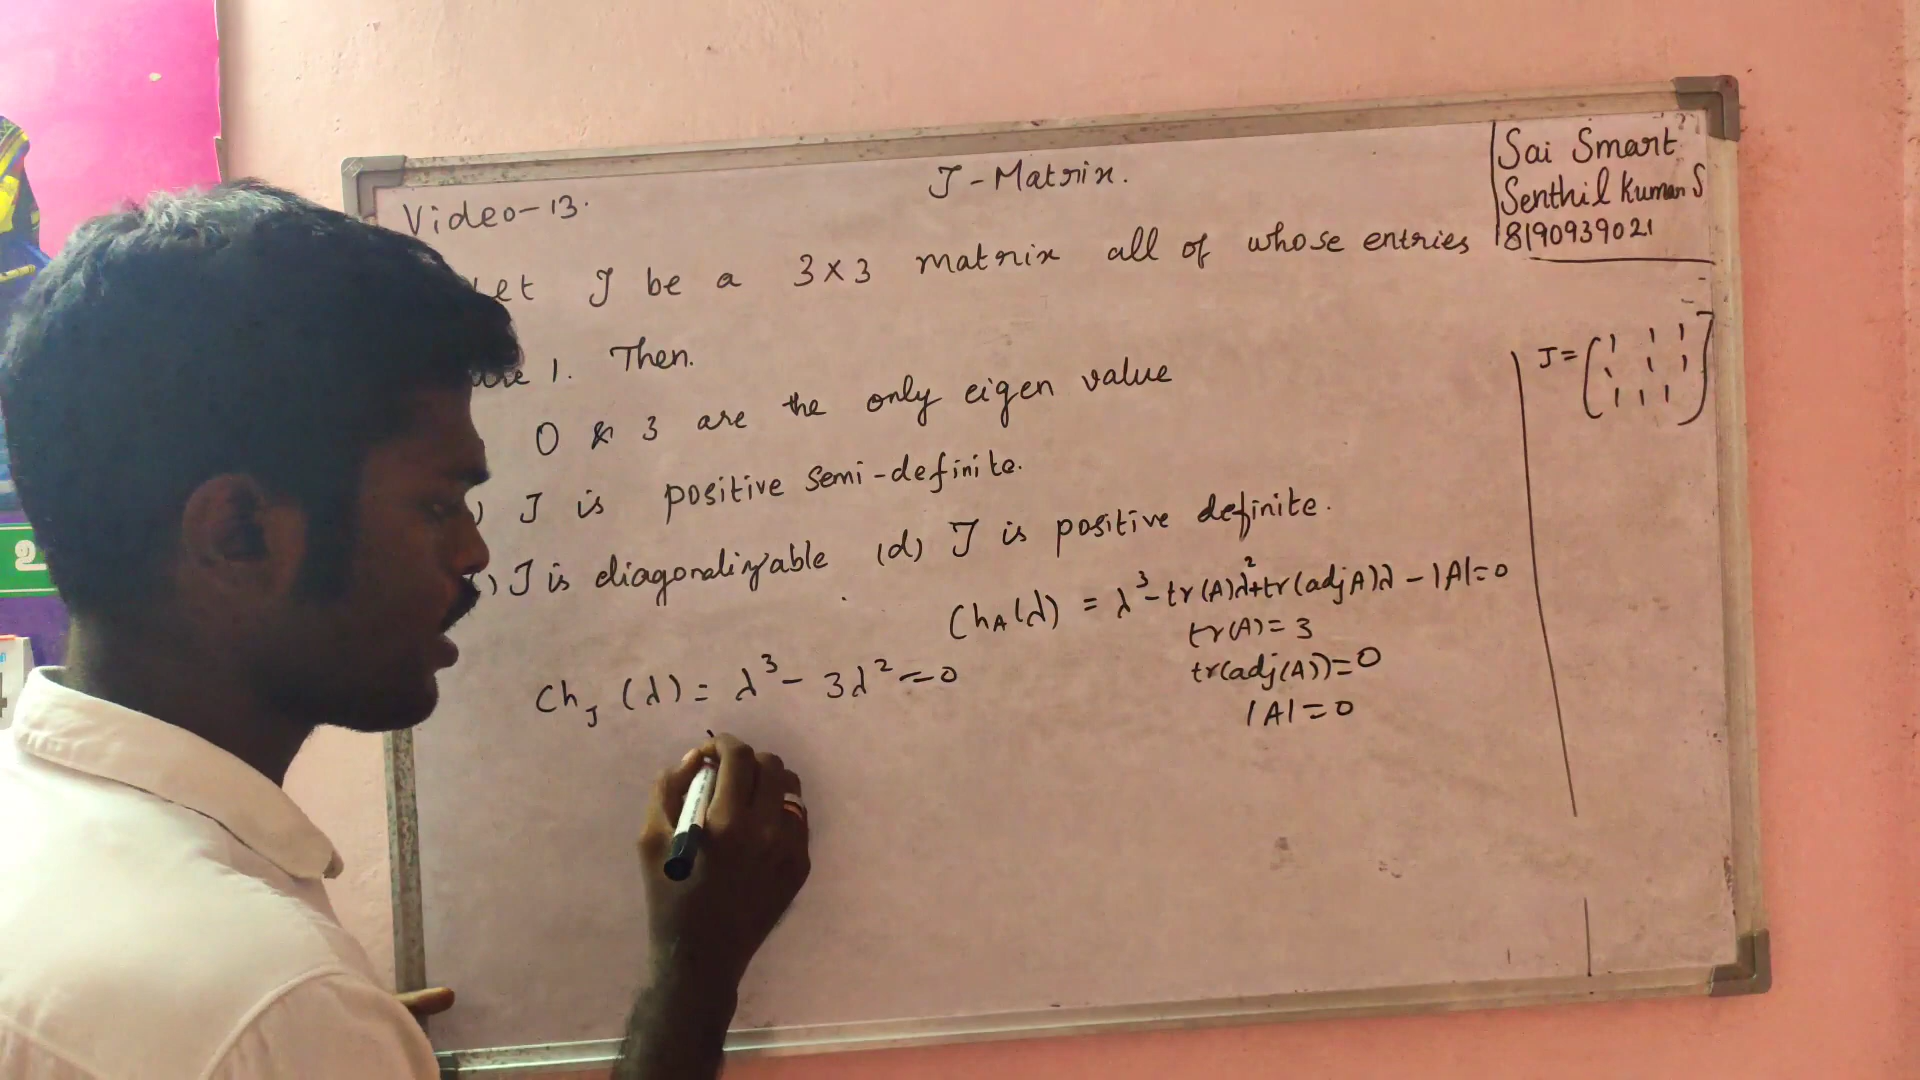 J-Matrix.
Sai Smart
Senthil Kumar S
8190939021
Video-13.
Let J be a 3×3 matrix all of whose entries
are 1. Then.
0 & 3 are the only eigen value
) J is positive semi-definite.
) J is diagonalizable (d) J is positive definite.
J = [1 1 1
1 1 1
1 1 1]
Ch_A(λ) = λ³ - tr(A)λ² + tr(adjA)λ - |A| = 0
tr(A) = 3
tr(adj(A)) = 0
|A| = 0
Ch_J (λ) = λ³ - 3λ² = 0
உ